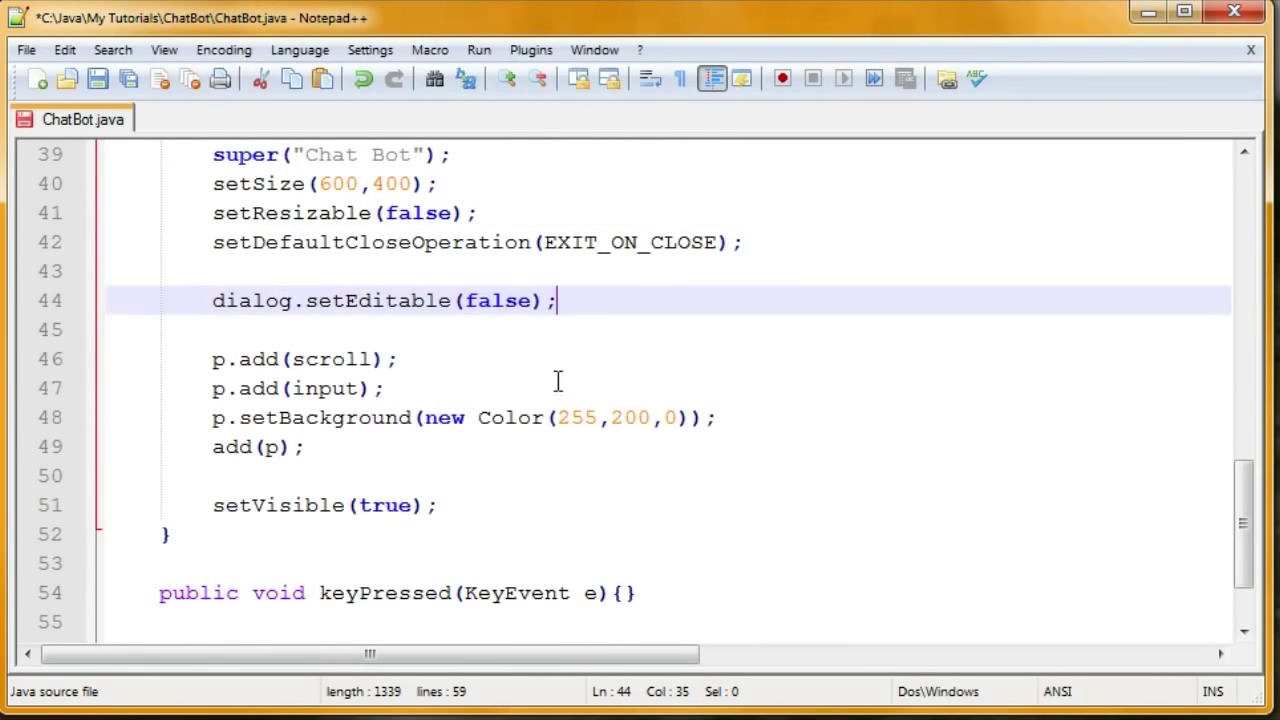 *C:\Java\My Tutorials\ChatBot\ChatBot.java - Notepad++
File Edit Search View Encoding Language Settings Macro Run Plugins Window ? X
ABC
ChatBot.java
39 super("Chat Bot");
40 setSize(600,400);
41 setResizable(false);
42 setDefaultCloseOperation(EXIT_ON_CLOSE);
43
44 dialog.setEditable(false);
45
46 p.add(scroll);
47 p.add(input);
48 p.setBackground(new Color(255,200,0));
49 add(p);
50
51 setVisible(true);
52 }
53
54 public void keyPressed(KeyEvent e){}
55
Java source file length : 1339 lines : 59 Ln : 44 Col : 35 Sel : 0 Dos\Windows ANSI INS